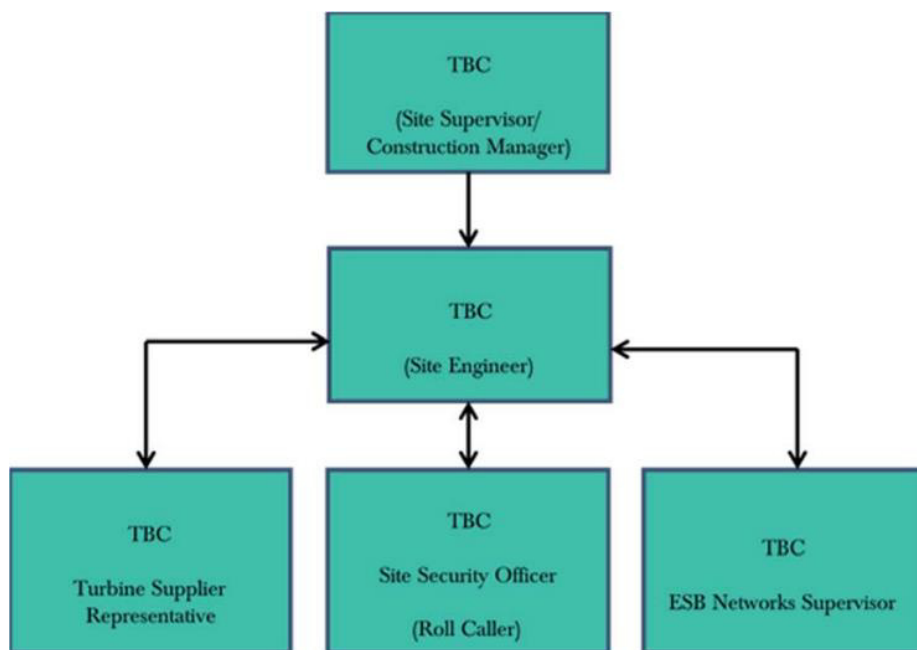 TBC
(Site Supervisor/
Construction Manager)
TBC
(Site Engineer)
TBC
Turbine Supplier
Representative
TBC
Site Security Officer
(Roll Caller)
TBC
ESB Networks Supervisor